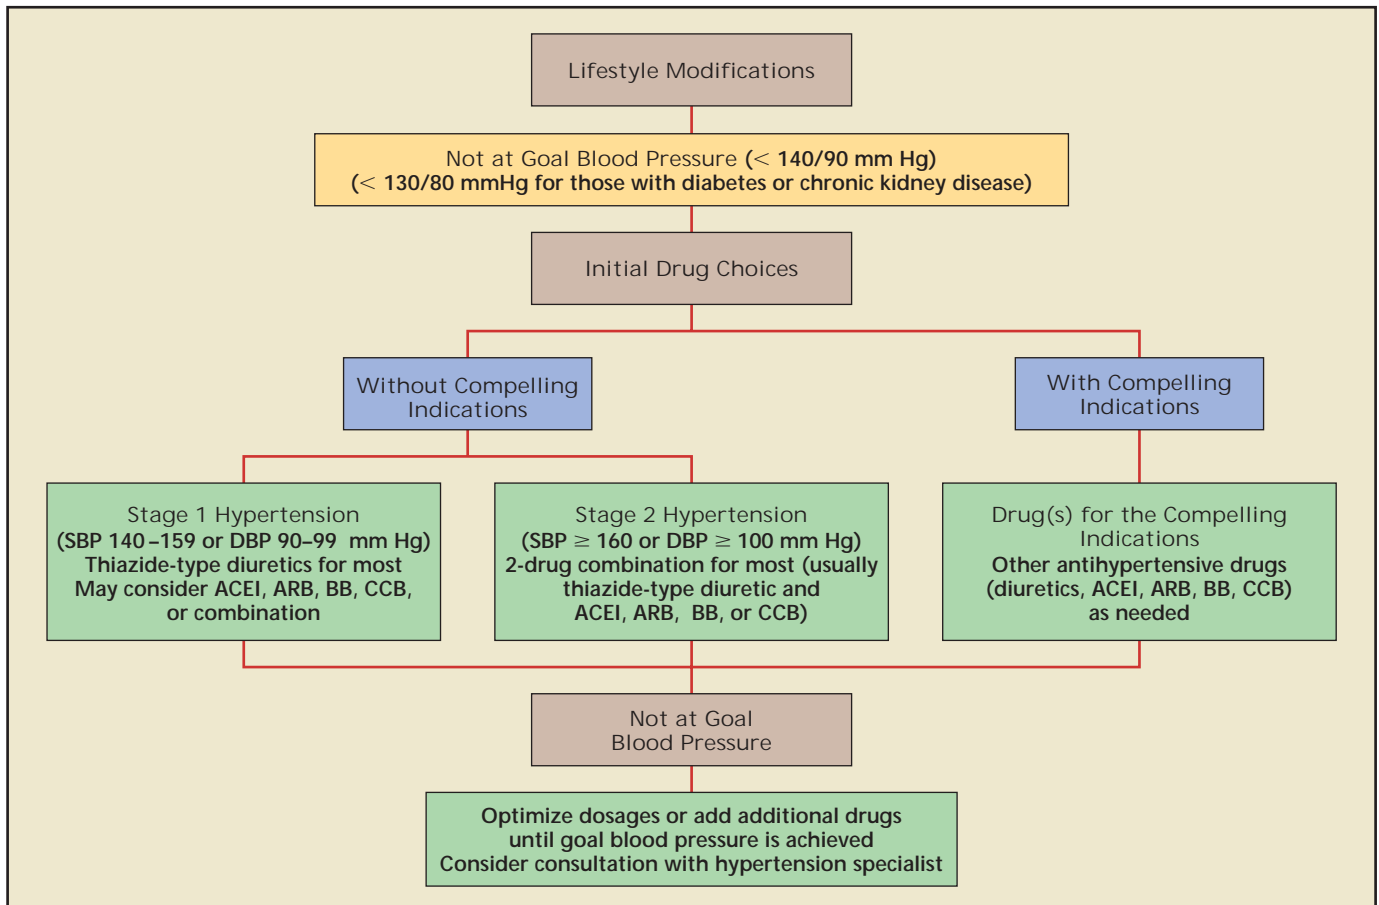 Lifestyle Modifications
Not at Goal Blood Pressure (< 140/90 mm Hg)
(< 130/80 mmHg for those with diabetes or chronic kidney disease)
Initial Drug Choices
Without Compelling
Indications
With Compelling
Indications
Stage 1 Hypertension
(SBP 140–159 or DBP 90–99 mm Hg)
Thiazide-type diuretics for most
May consider ACEI, ARB, BB, CCB,
or combination
Stage 2 Hypertension
(SBP ≥ 160 or DBP ≥ 100 mm Hg)
2-drug combination for most (usually
thiazide-type diuretic and
ACEI, ARB, BB, or CCB)
Drug(s) for the Compelling
Indications
Other antihypertensive drugs
(diuretics, ACEI, ARB, BB, CCB)
as needed
Not at Goal
Blood Pressure
Optimize dosages or add additional drugs
until goal blood pressure is achieved
Consider consultation with hypertension specialist